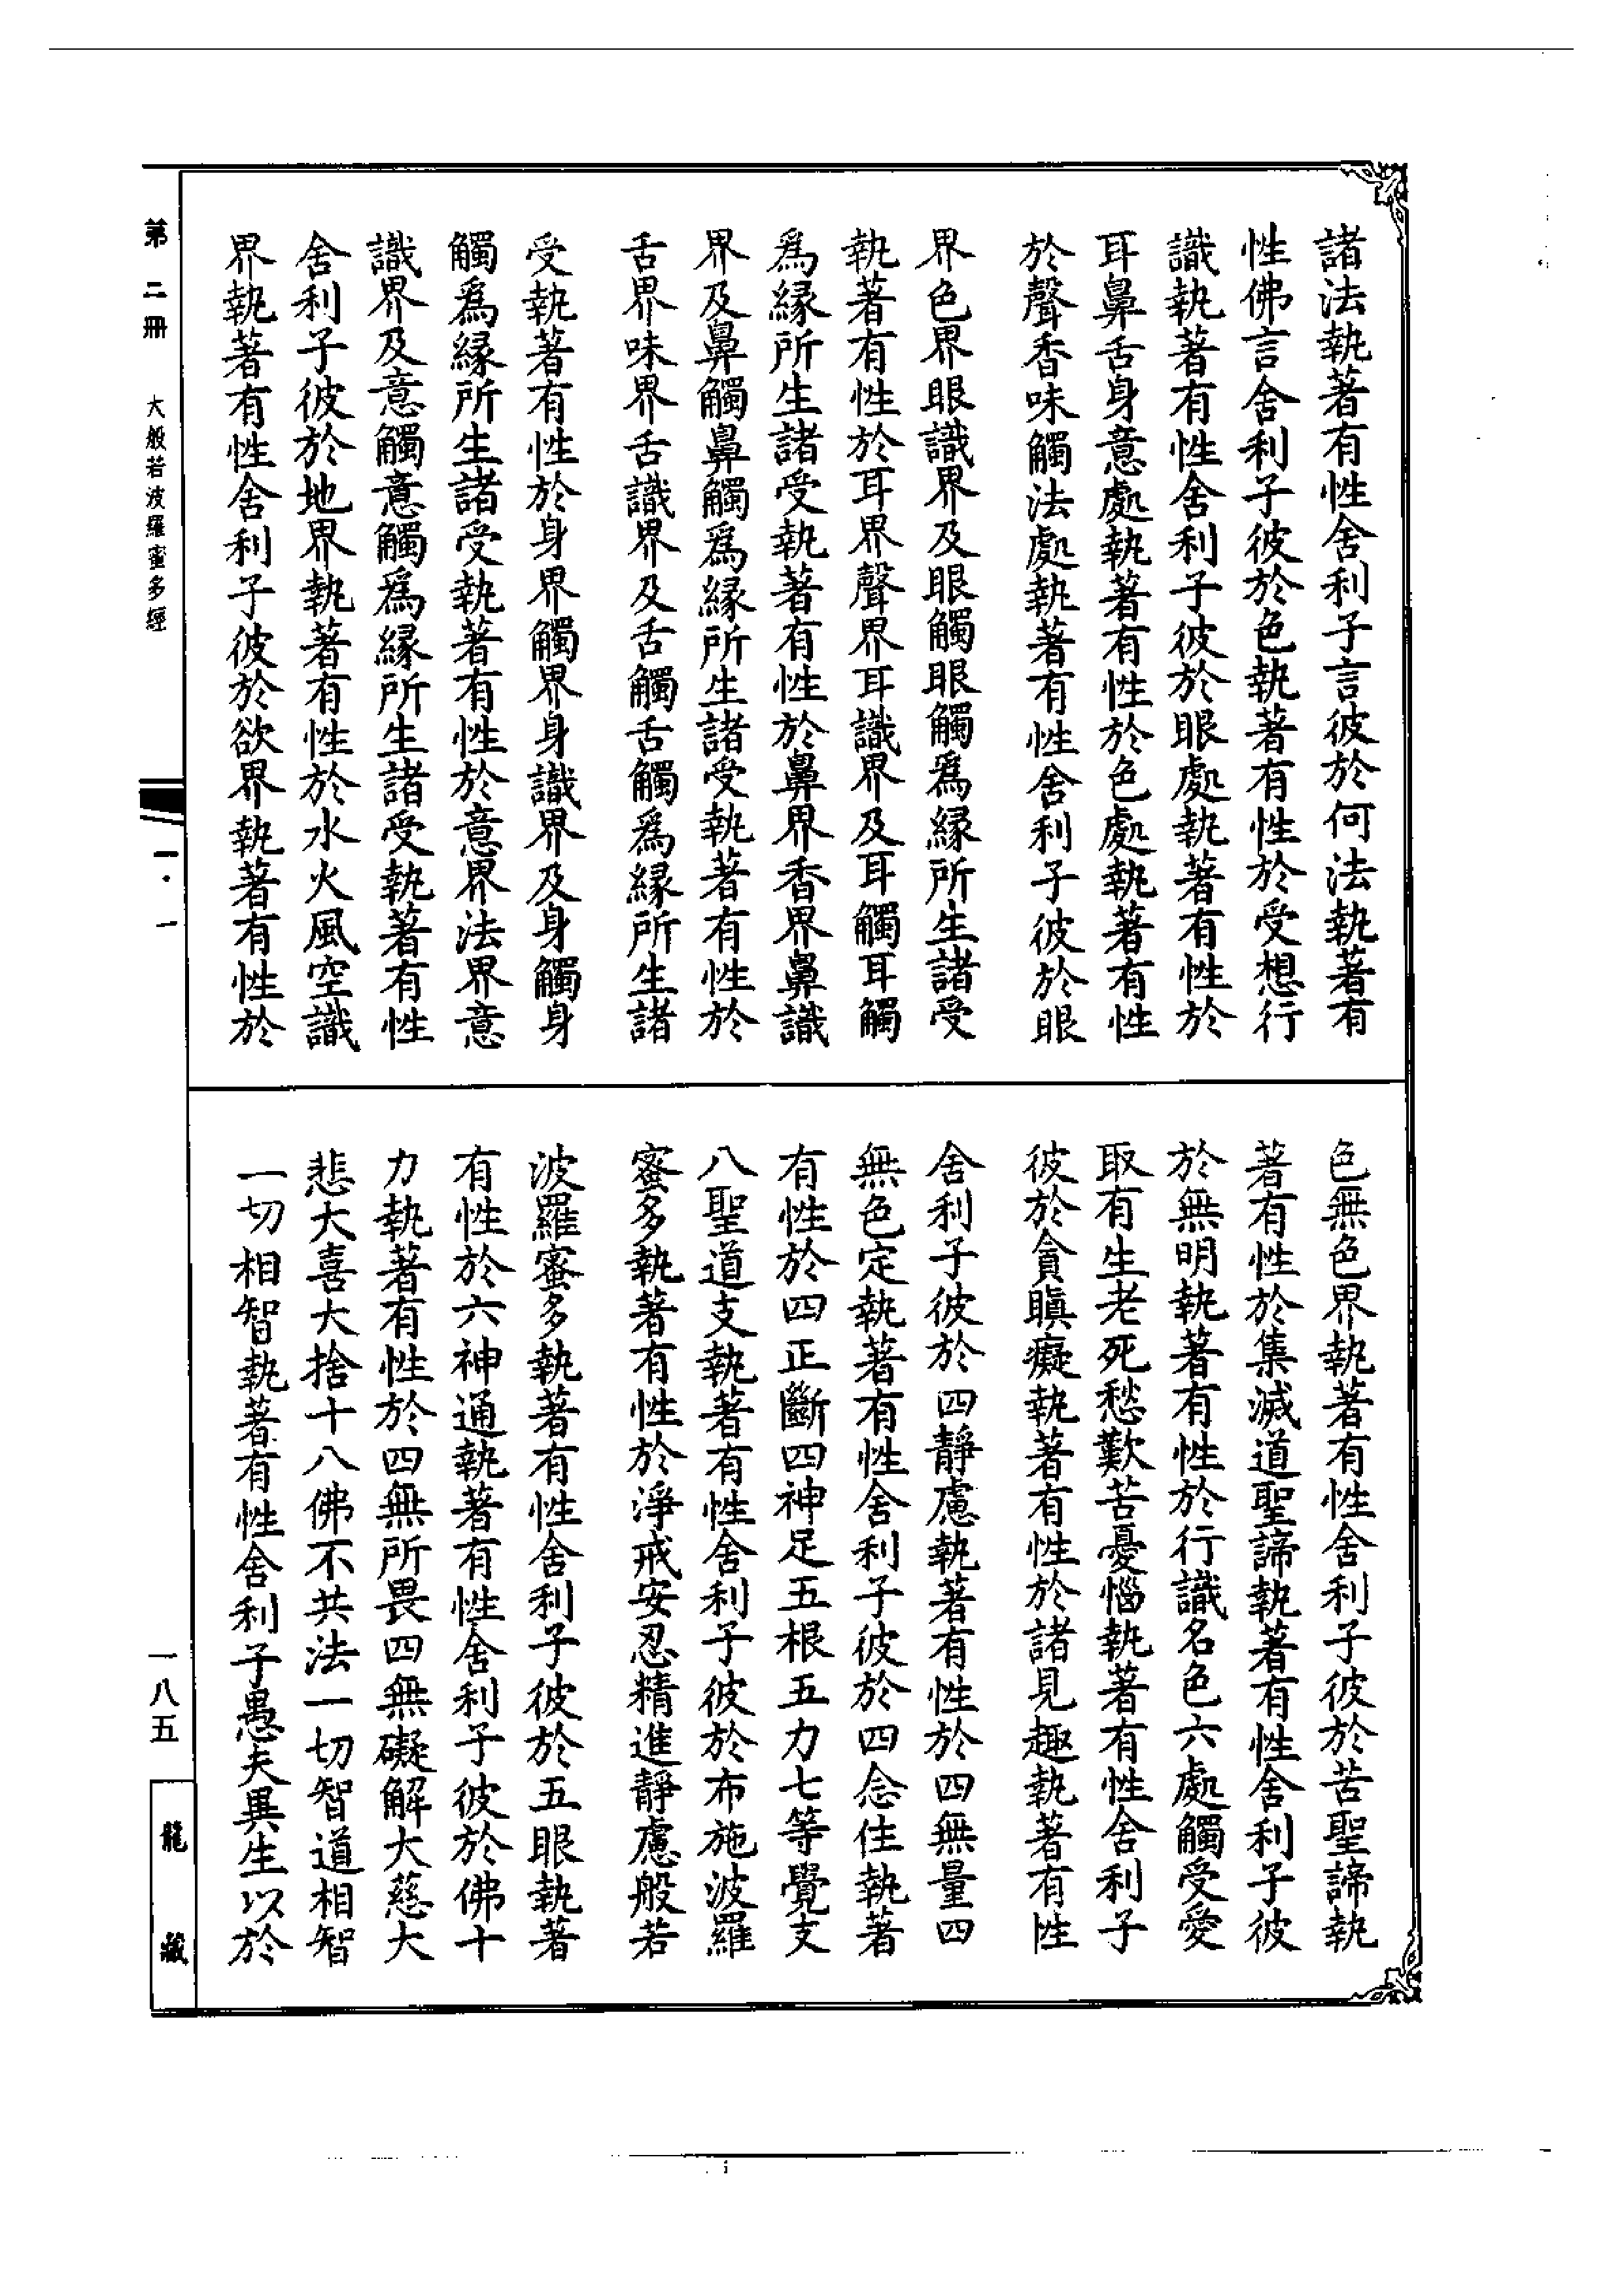 諸法執著有性舍利子言彼於何法執著有
性佛言舍利子彼於色執著有性於受想行
識執著有性舍利子彼於眼處執著有性於
耳鼻舌身意處執著有性於色處執著有性
於聲香味觸法處執著有性舍利子彼於眼
界色界眼識界及眼觸眼觸爲緣所生諸受
執著有性於耳界聲界耳識界及耳觸耳觸
爲緣所生諸受執著有性於鼻界香界鼻識
界及鼻觸鼻觸爲緣所生諸受執著有性於
舌界味界舌識界及舌觸舌觸爲緣所生諸
受執著有性於身界觸界身識界及身觸身
觸爲緣所生諸受執著有性於意界法界意
識界及意觸意觸爲緣所生諸受執著有性
舍利子彼於地界執著有性於水火風空識
界執著有性舍利子彼於欲界執著有性於
色無色界執著有性舍利子彼於苦聖諦執
著有性於集滅道聖諦執著有性舍利子彼
於無明執著有性於行識名色六處觸受愛
取有生老死愁歎苦憂惱執著有性舍利子
彼於貪瞋癡執著有性於諸見趣執著有性
舍利子彼於四靜慮執著有性於四無量四
無色定執著有性舍利子彼於四念住執著
有性於四正斷四神足五根五力七等覺支
八聖道支執著有性舍利子彼於布施波羅
蜜多執著有性於淨戒安忍精進靜慮般若
波羅蜜多執著有性舍利子彼於五眼執著
有性於六神通執著有性舍利子彼於佛十
力執著有性於四無所畏四無礙解大慈大
悲大喜大捨十八佛不共法一切智道相智
一切相智執著有性舍利子愚夫異生以於
第二冊 大般若波羅蜜多經
一·一
一八五
龍藏